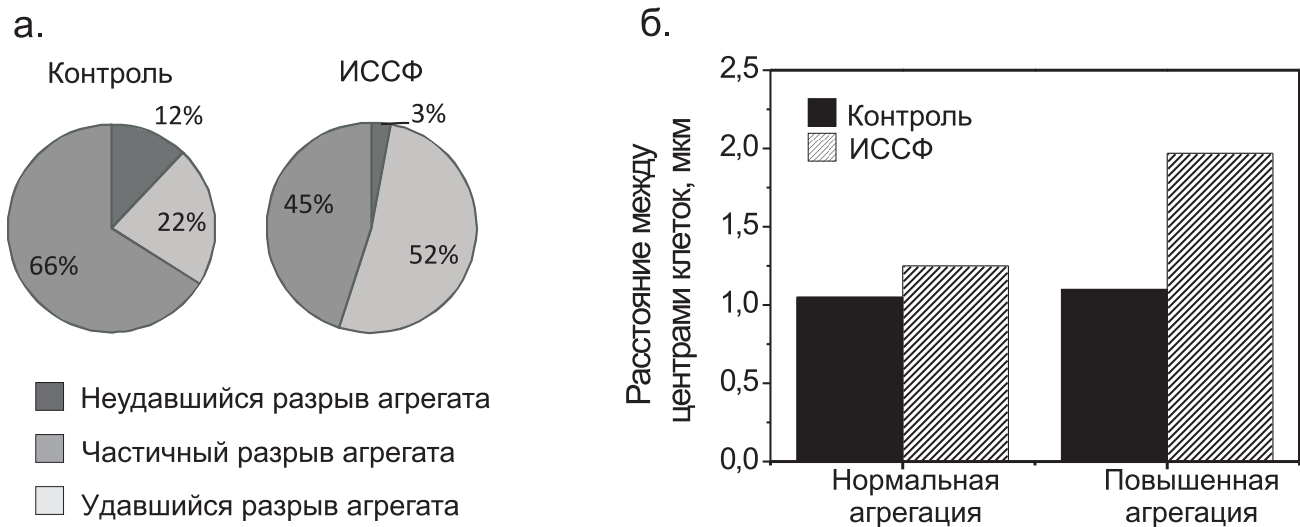 а.
Контроль
ИССФ
12%
22%
66%
3%
45%
52%
Неудавшийся разрыв агрегата
Частичный разрыв агрегата
Удавшийся разрыв агрегата
б.
Расстояние между
центрами клеток, мкм
2,5
2,0
1,5
1,0
0,5
0,0
Контроль
ИССФ
Нормальная
агрегация
Повышенная
агрегация